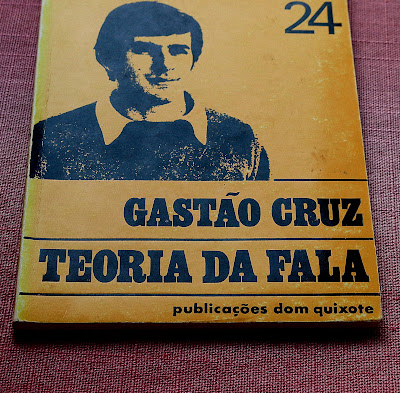 24
GASTÃO CRUZ
TEORIA DA FALA
publicações dom quixote